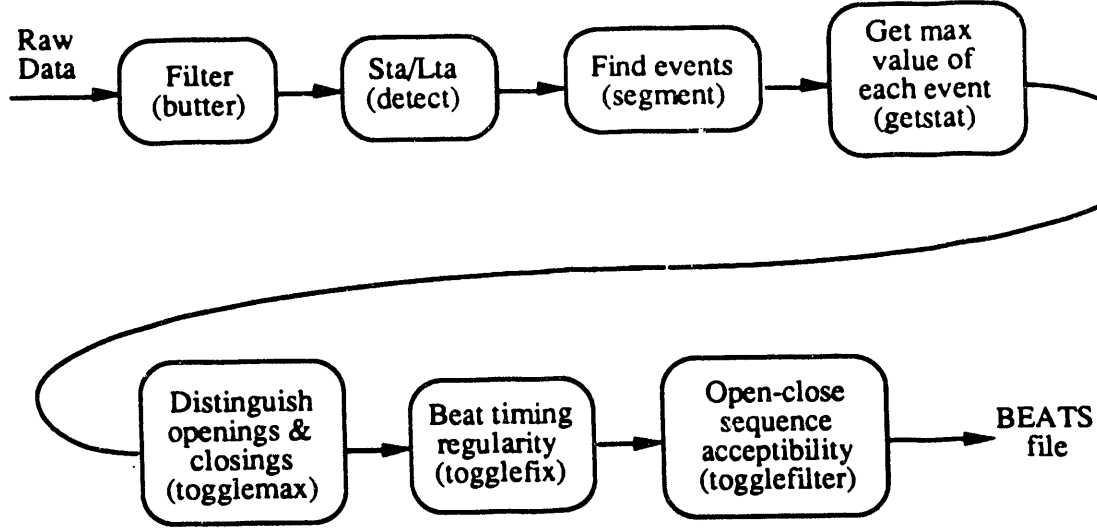 Raw
Data
Filter
(butter)
Sta/Lta
(detect)
Find events
(segment)
Get max
value of
each event
(getstat)
Distinguish
openings &
closings
(togglemax)
Beat timing
regularity
(togglefix)
Open-close
sequence
acceptibility
(togglefilter)
BEATS
file